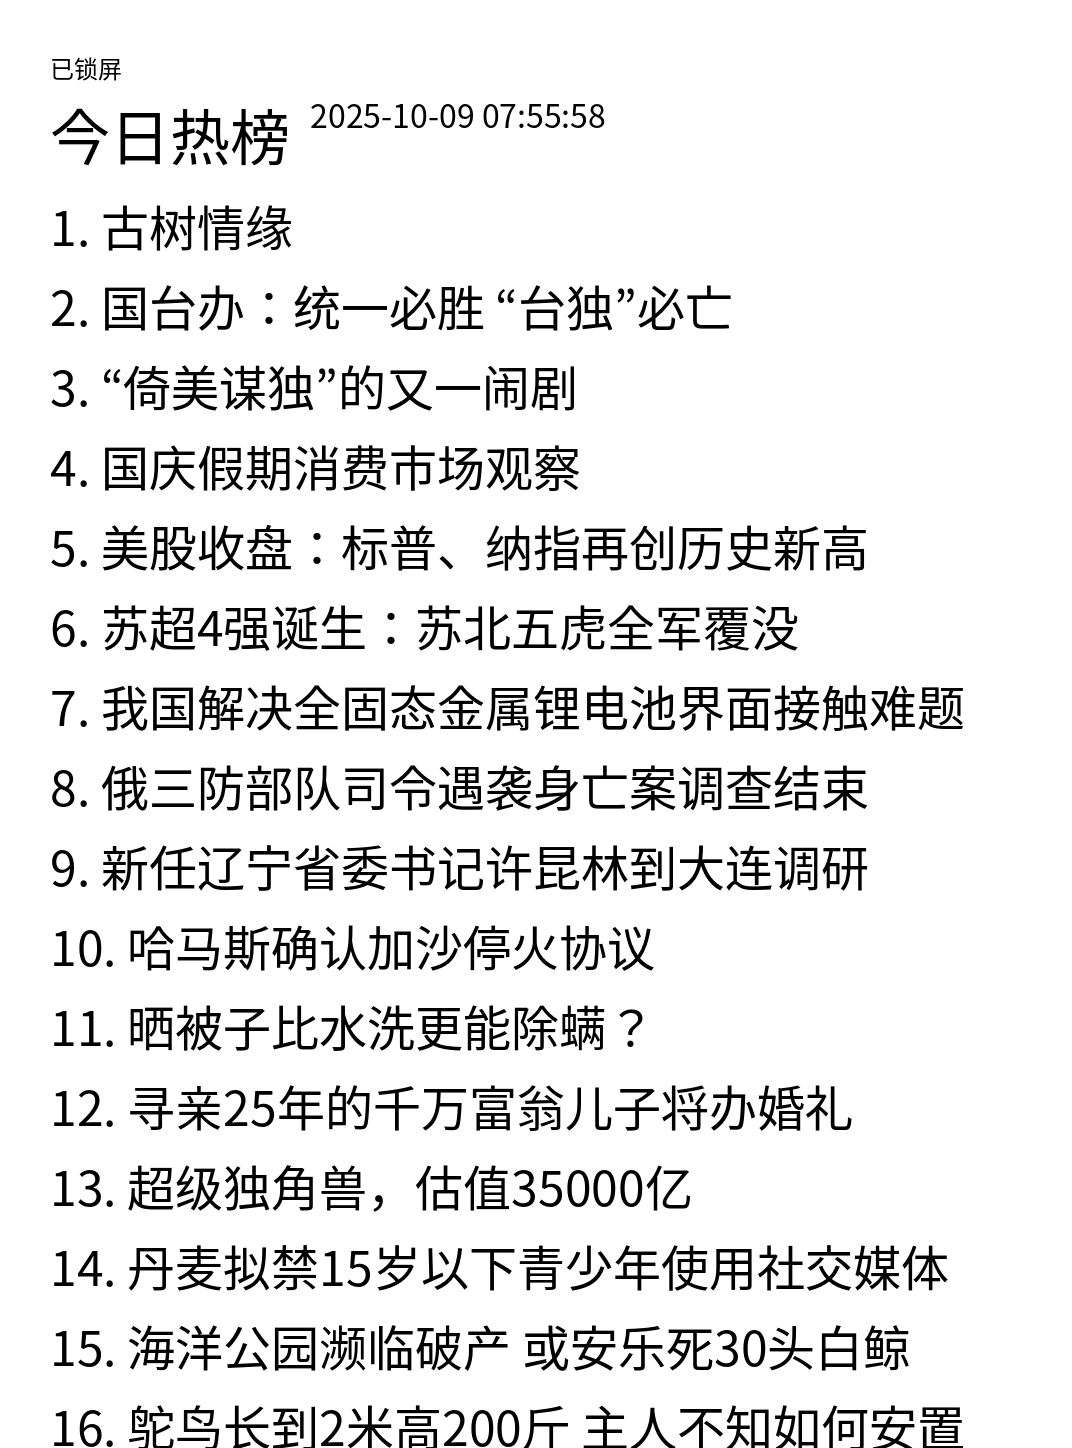 已锁屏
今日热榜 2025-10-09 07:55:58
1. 古树情缘
2. 国台办：统一必胜 “台独”必亡
3. “倚美谋独”的又一闹剧
4. 国庆假期消费市场观察
5. 美股收盘：标普、纳指再创历史新高
6. 苏超4强诞生：苏北五虎全军覆没
7. 我国解决全固态金属锂电池界面接触难题
8. 俄三防部队司令遇袭身亡案调查结束
9. 新任辽宁省委书记许昆林到大连调研
10. 哈马斯确认加沙停火协议
11. 晒被子比水洗更能除螨？
12. 寻亲25年的千万富翁儿子将办婚礼
13. 超级独角兽，估值35000亿
14. 丹麦拟禁15岁以下青少年使用社交媒体
15. 海洋公园濒临破产 或安乐死30头白鲸
16. 鸵鸟长到2米高200斤 主人不知如何安置